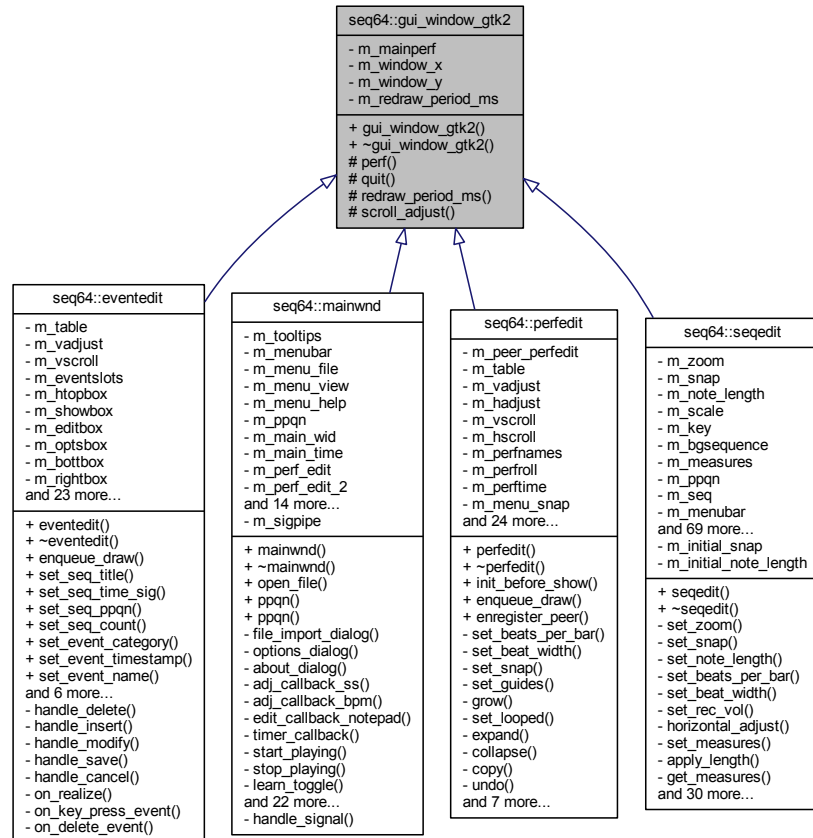 seq64::gui_window_gtk2
- m_mainperf
- m_window_x
- m_window_y
- m_redraw_period_ms
+ gui_window_gtk2()
+ ~gui_window_gtk2()
# perf()
# quit()
# redraw_period_ms()
# scroll_adjust()
seq64::eventedit
- m_table
- m_vadjust
- m_vscroll
- m_eventslots
- m_htopbox
- m_showbox
- m_editbox
- m_optsbox
- m_bottbox
- m_rightbox
and 23 more...
+ eventedit()
+ ~eventedit()
+ enqueue_draw()
+ set_seq_title()
+ set_seq_time_sig()
+ set_seq_ppqn()
+ set_seq_count()
+ set_event_category()
+ set_event_timestamp()
+ set_event_name()
and 6 more...
- handle_delete()
- handle_insert()
- handle_modify()
- handle_save()
- handle_cancel()
- on_realize()
- on_key_press_event()
- on_delete_event()
seq64::mainwnd
- m_tooltips
- m_menubar
- m_menu_file
- m_menu_view
- m_menu_help
- m_ppqn
- m_main_wid
- m_main_time
- m_perf_edit
- m_perf_edit_2
and 14 more...
- m_sigpipe
+ mainwnd()
+ ~mainwnd()
+ open_file()
+ ppqn()
+ ppqn()
- file_import_dialog()
- options_dialog()
- about_dialog()
- adj_callback_ss()
- adj_callback_bpm()
- edit_callback_notepad()
- timer_callback()
- start_playing()
- stop_playing()
- learn_toggle()
and 22 more...
- handle_signal()
seq64::perfedit
- m_peer_perfedit
- m_table
- m_vadjust
- m_hadjust
- m_vscroll
- m_hscroll
- m_perfnames
- m_perfroll
- m_perftime
- m_menu_snap
and 24 more...
+ perfedit()
+ ~perfedit()
+ init_before_show()
+ enqueue_draw()
+ enregister_peer()
- set_beats_per_bar()
- set_beat_width()
- set_snap()
- set_guides()
- grow()
- set_looped()
- expand()
- collapse()
- copy()
- undo()
and 7 more...
seq64::seqedit
- m_zoom
- m_snap
- m_note_length
- m_scale
- m_key
- m_bgsequence
- m_measures
- m_ppqn
- m_seq
- m_menubar
and 69 more...
- m_initial_snap
- m_initial_note_length
+ seqedit()
+ ~seqedit()
- set_zoom()
- set_snap()
- set_note_length()
- set_beats_per_bar()
- set_beat_width()
- set_rec_vol()
- horizontal_adjust()
- set_measures()
- apply_length()
- get_measures()
and 30 more...